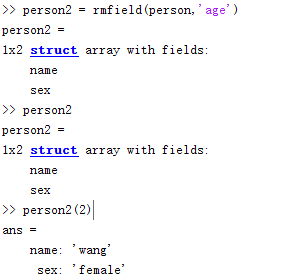 >> person2 = rmfield(person,'age')
person2 =
1x2 struct array with fields:
name
sex
>> person2
person2 =
1x2 struct array with fields:
name
sex
>> person2(2)
ans =
name: 'wang'
sex: 'female'